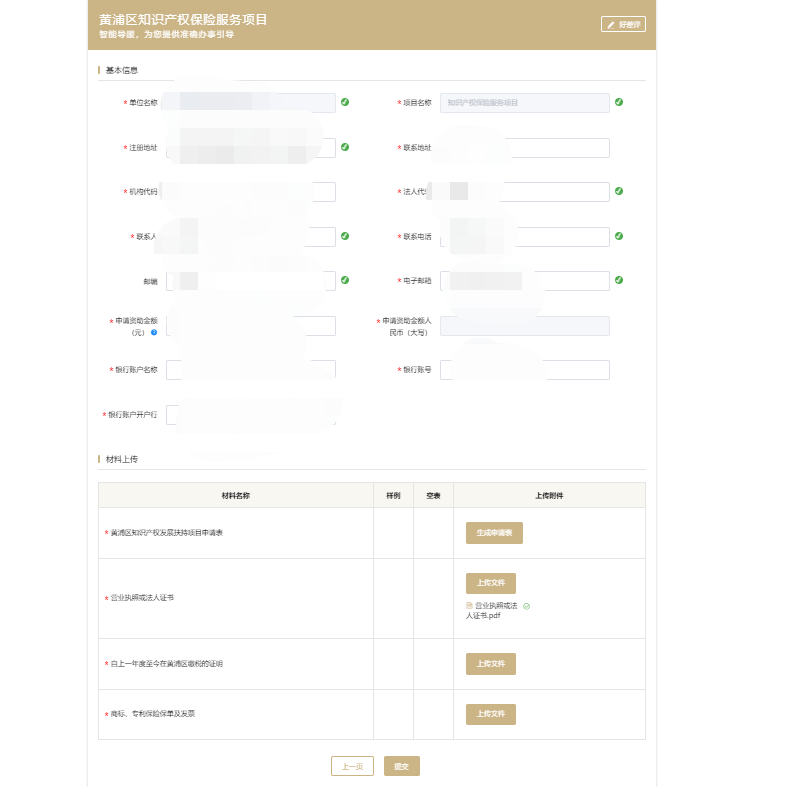 黄浦区知识产权保险服务项目
智能导服，为您提供准确办事引导
好差评
基本信息
* 单位名称
* 项目名称 知识产权保险服务项目
* 注册地址
* 联系地址
* 机构代码
* 法人代
* 联系人
* 联系电话
邮编
* 电子邮箱
* 申请资助金额
（元）
* 申请资助金额人
民币（大写）
* 银行账户名称
* 银行账号
* 银行账户开户行
材料上传
材料名称 样例 空表 上传附件
* 黄浦区知识产权发展扶持项目申请表 生成申请表
* 营业执照或法人证书 上传文件
营业执照或法
人证书.pdf
* 自上一年度至今在黄浦区缴税的证明 上传文件
* 商标、专利保险保单及发票 上传文件
上一页 提交